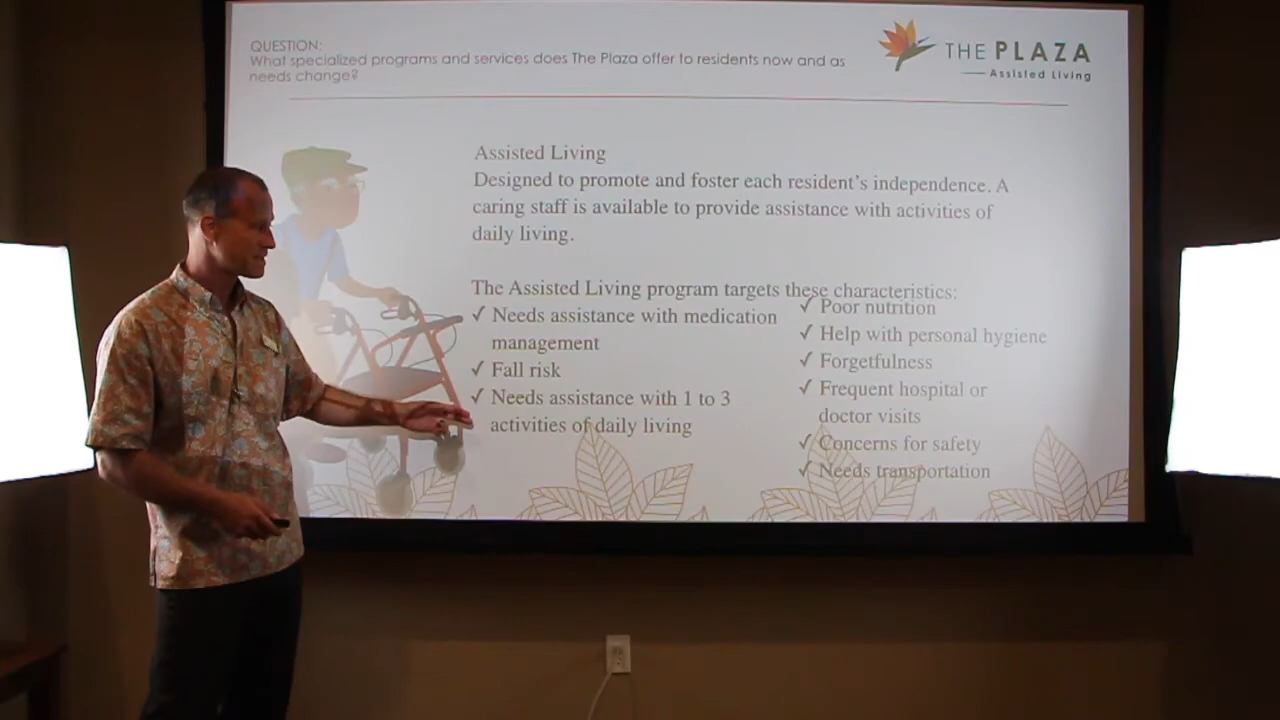 QUESTION:
What specialized programs and services does The Plaza offer to residents now and as
needs change?
THE PLAZA
Assisted Living
Assisted Living
Designed to promote and foster each resident’s independence. A
caring staff is available to provide assistance with activities of
daily living.
The Assisted Living program targets these characteristics:
✓ Needs assistance with medication
management
✓ Fall risk
✓ Needs assistance with 1 to 3
activities of daily living
✓ Poor nutrition
✓ Help with personal hygiene
✓ Forgetfulness
✓ Frequent hospital or
doctor visits
✓ Concerns for safety
✓ Needs transportation